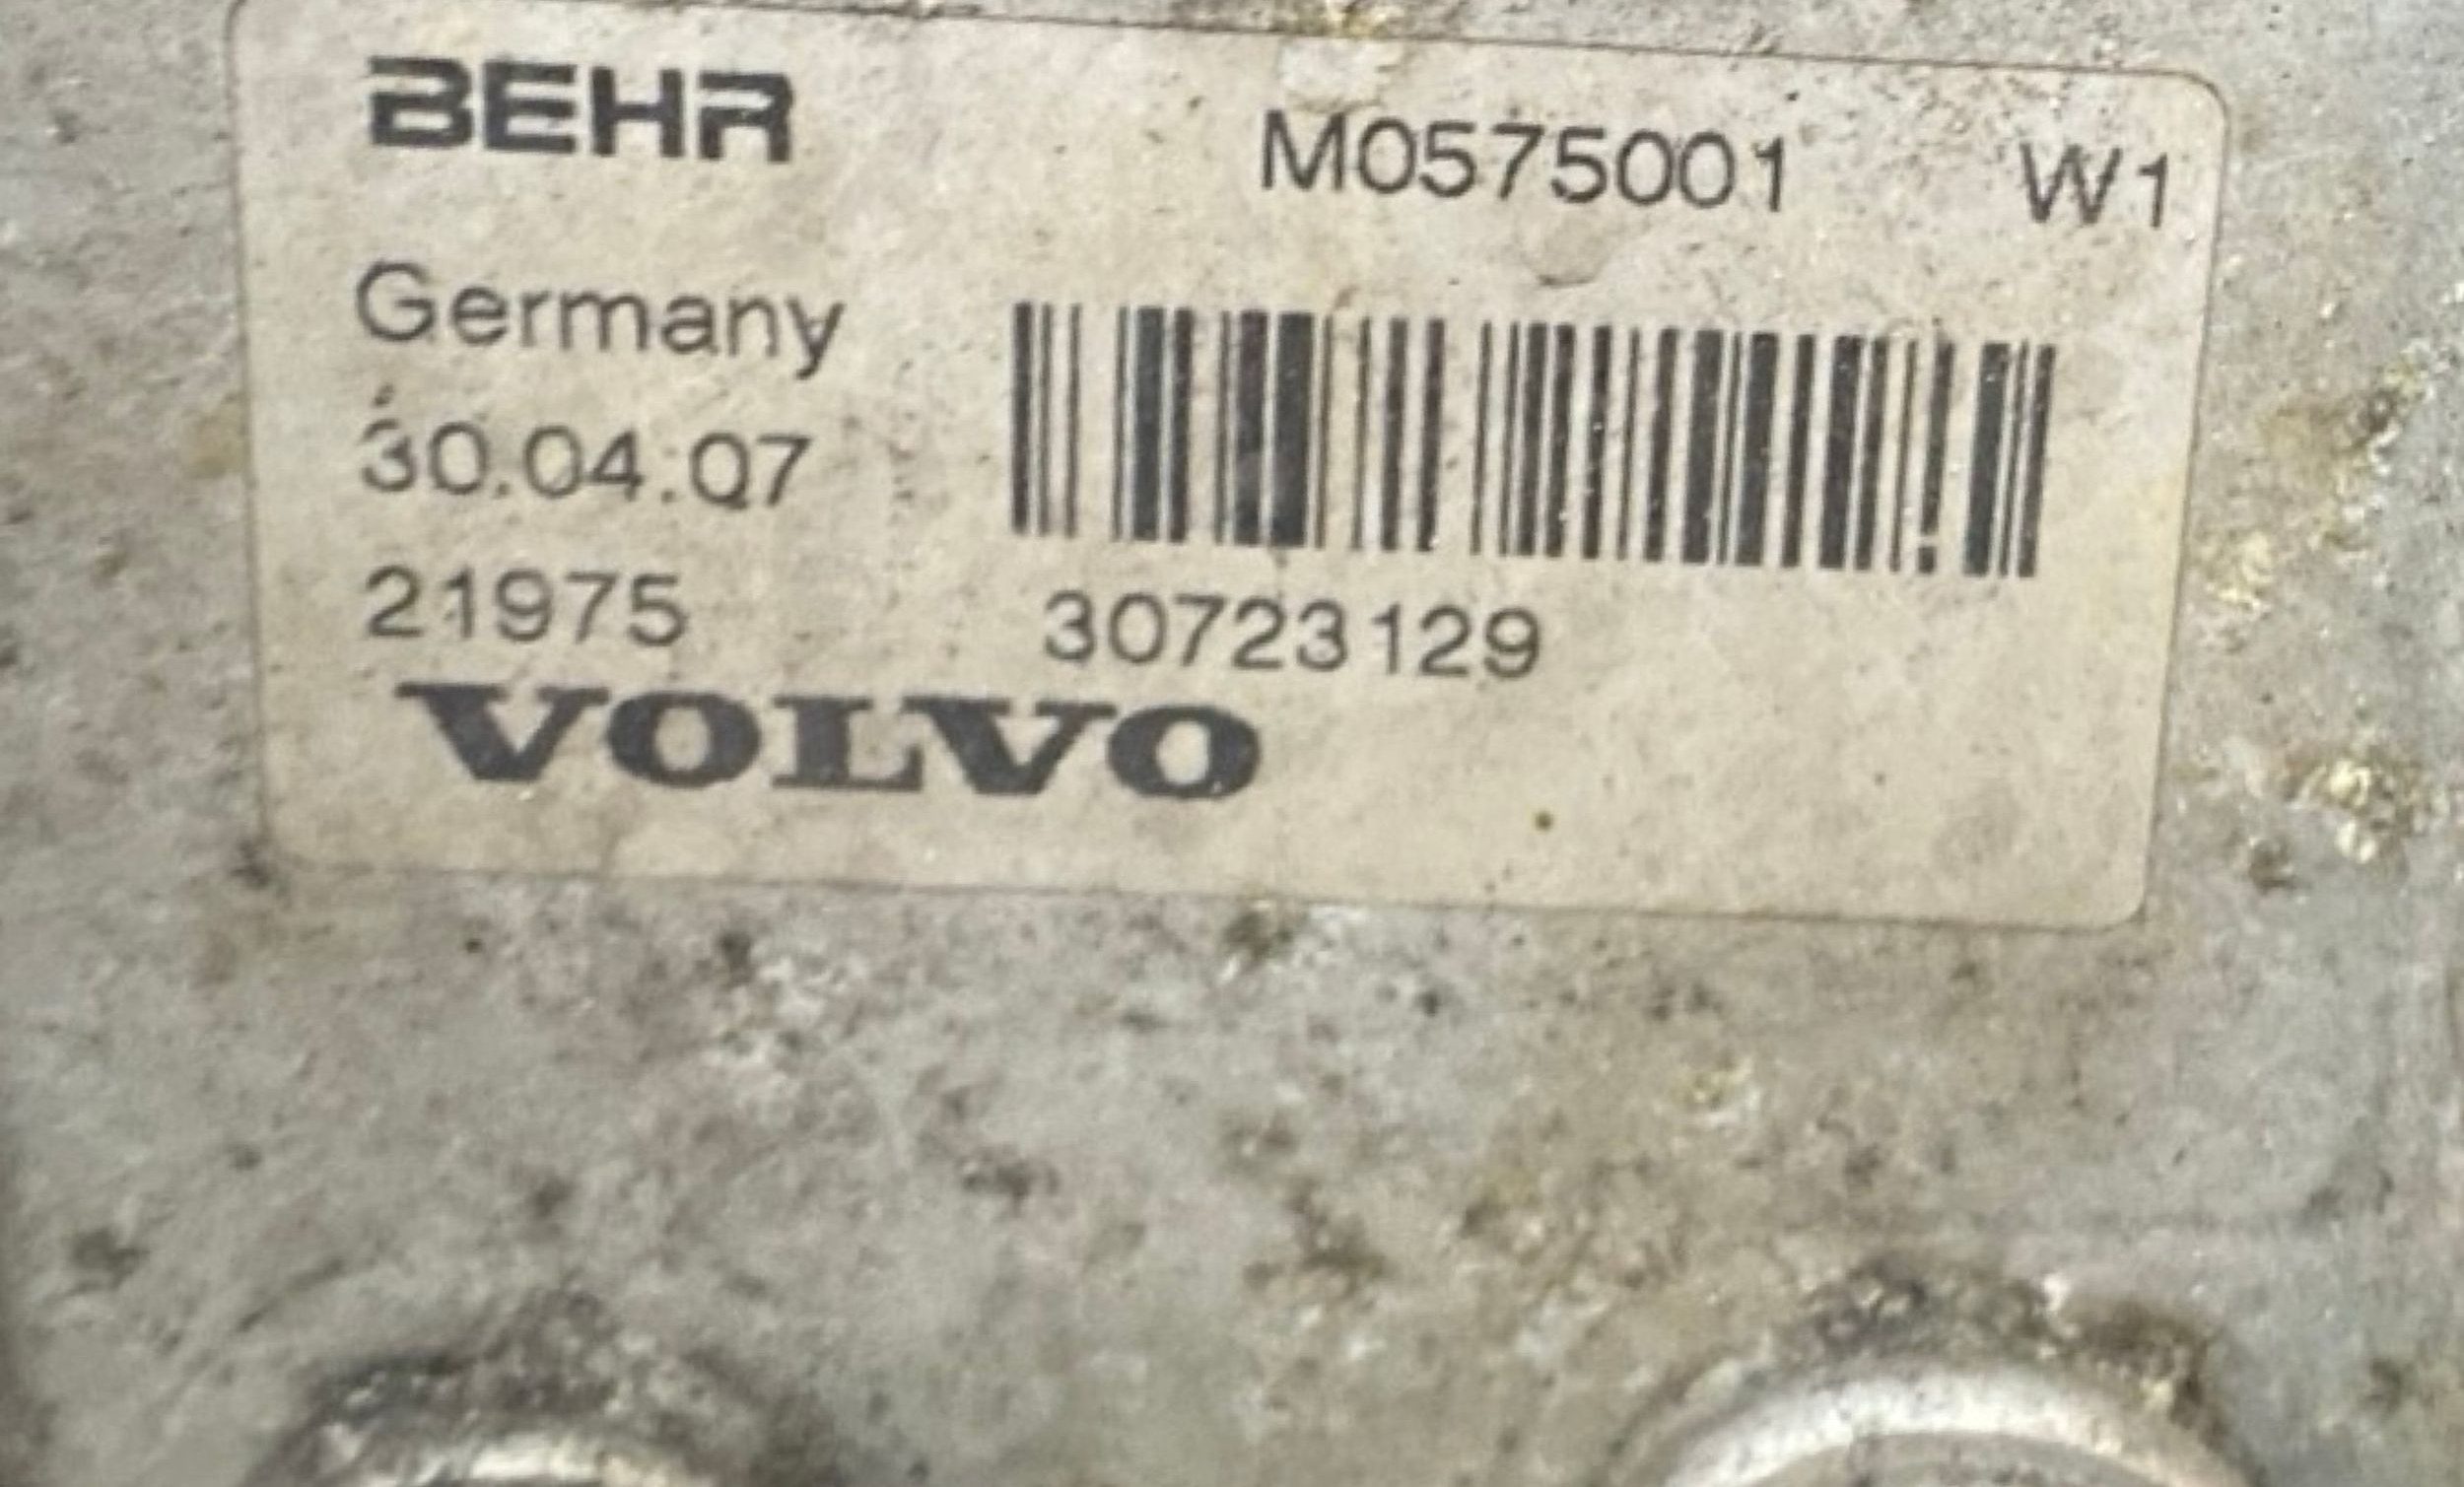 BEHR M0575001 W1
Germany
30.04.07
21975 30723129
VOLVO